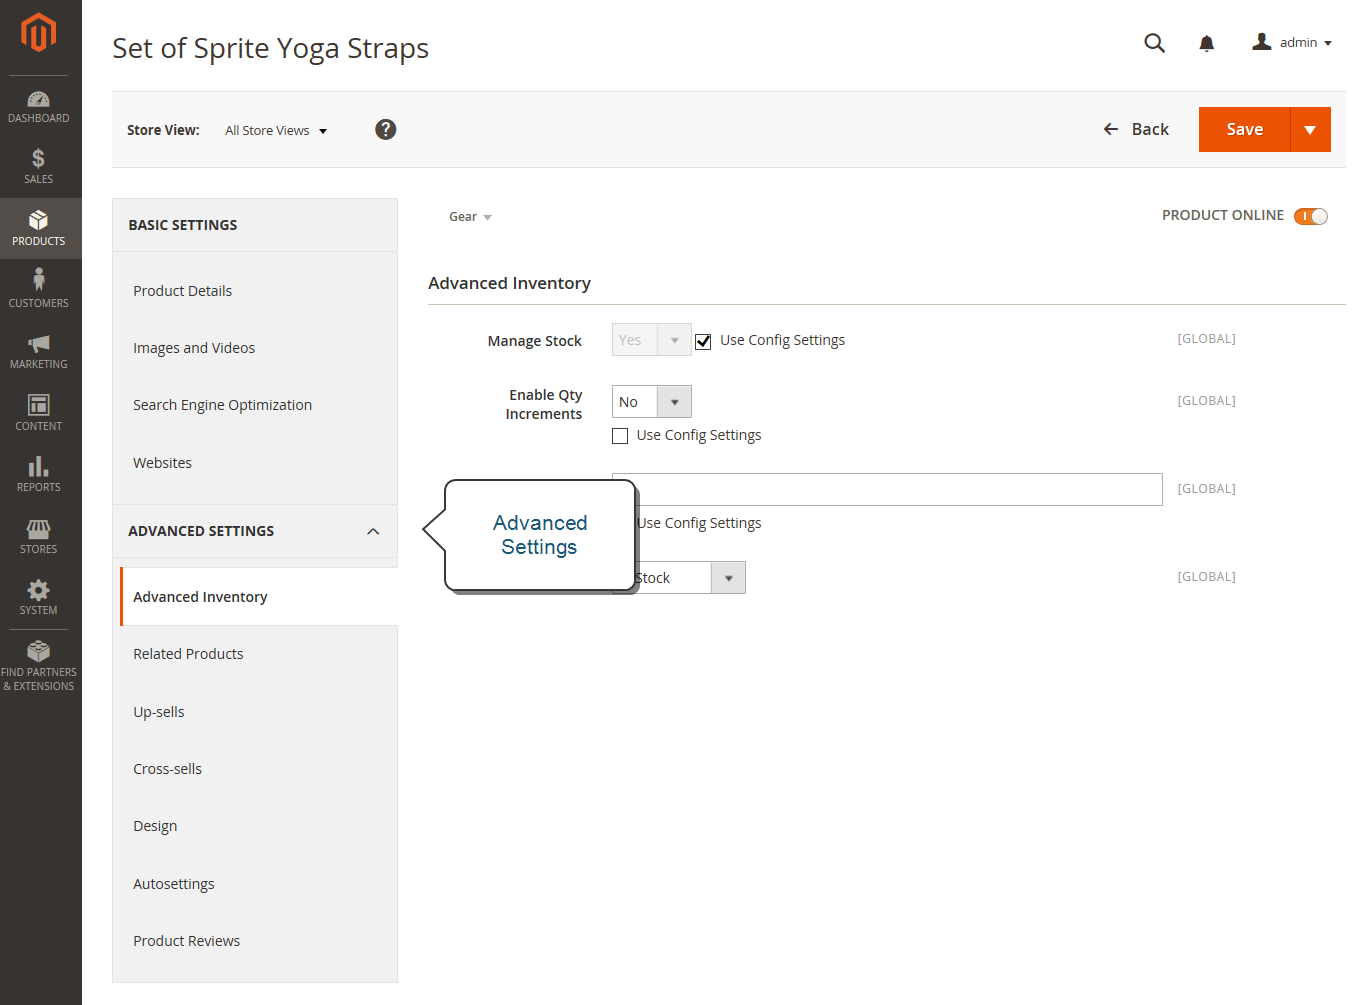 Set of Sprite Yoga Straps
admin
Store View: All Store Views ?
Back
Save
DASHBOARD
$
SALES
PRODUCTS
CUSTOMERS
MARKETING
CONTENT
REPORTS
STORES
SYSTEM
FIND PARTNERS
& EXTENSIONS
BASIC SETTINGS
Product Details
Images and Videos
Search Engine Optimization
Websites
ADVANCED SETTINGS
Advanced Inventory
Related Products
Up-sells
Cross-sells
Design
Autosettings
Product Reviews
Gear
PRODUCT ONLINE
Advanced Inventory
Manage Stock Yes Use Config Settings [GLOBAL]
Enable Qty
Increments
No
[GLOBAL]
Use Config Settings
[GLOBAL]
Use Config Settings
Stock
[GLOBAL]
Advanced
Settings